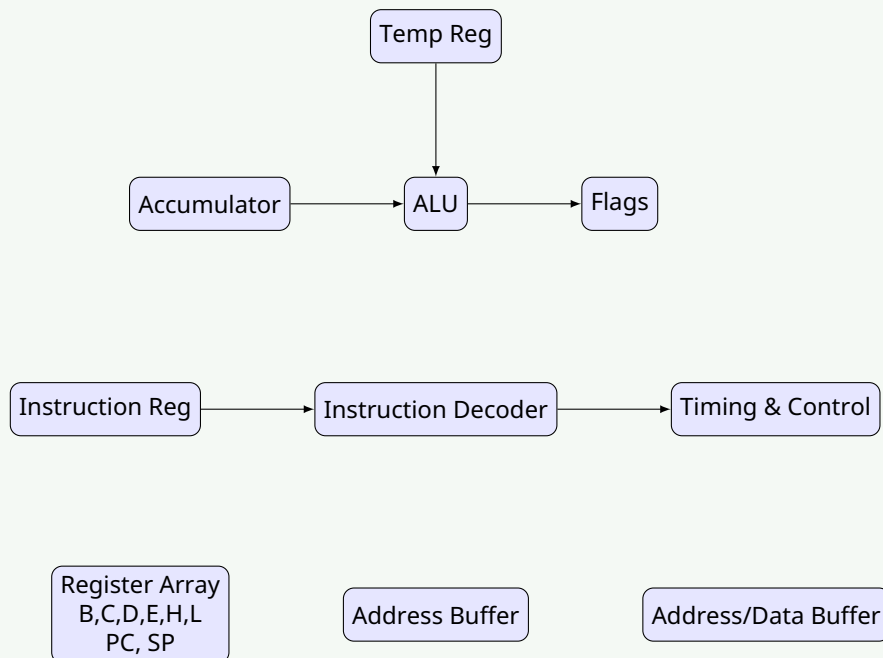 Temp Reg
Accumulator
ALU
Flags
Instruction Reg
Instruction Decoder
Timing & Control
Register Array
B,C,D,E,H,L
PC, SP
Address Buffer
Address/Data Buffer